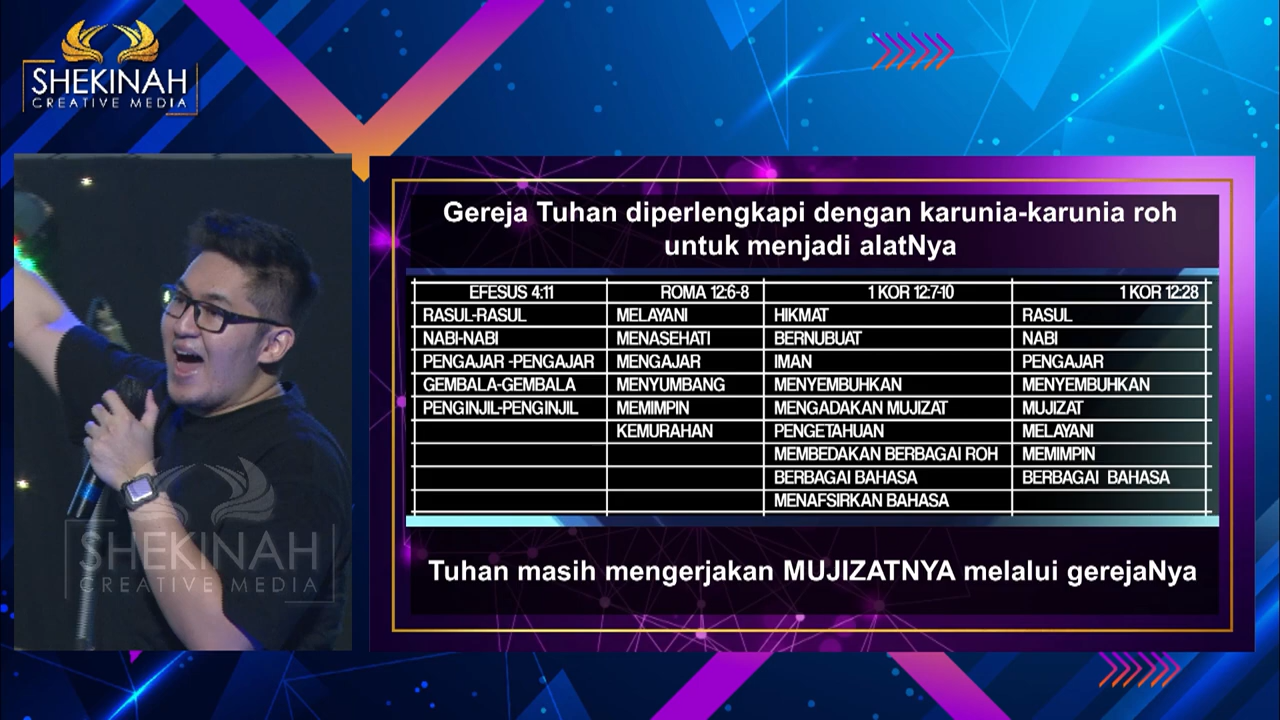 SHEKINAH
CREATIVE MEDIA
Gereja Tuhan diperlengkapi dengan karunia-karunia roh
untuk menjadi alatNya
EFESUS 4:11 ROMA 12:6-8 1 KOR 12:7-10 1 KOR 12:28
RASUL-RASUL MELAYANI HIKMAT RASUL
NABI-NABI MENASEHATI BERNUBUAT NABI
PENGAJAR -PENGAJAR MENGAJAR IMAN PENGAJAR
GEMBALA-GEMBALA MENYUMBANG MENYEMBUHKAN MENYEMBUHKAN
PENGINJIL-PENGINJIL MEMIMPIN MENGADAKAN MUJIZAT MUJIZAT
KEMURAHAN PENGETAHUAN MELAYANI
MEMBEDAKAN BERBAGAI ROH MEMIMPIN
BERBAGAI BAHASA BERBAGAI BAHASA
MENAFSIRKAN BAHASA
Tuhan masih mengerjakan MUJIZATNYA melalui gerejaNya
SHEKINAH
CREATIVE MEDIA